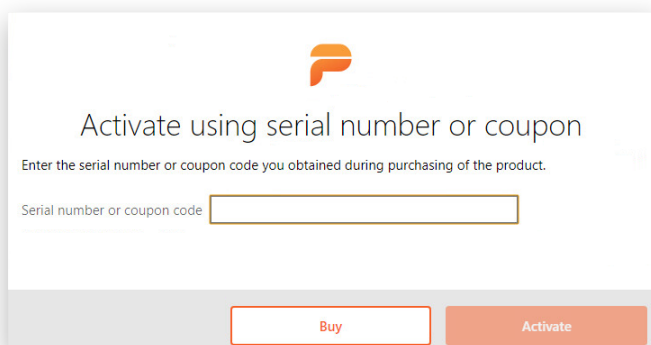 Activate using serial number or coupon
Enter the serial number or coupon code you obtained during purchasing of the product.
Serial number or coupon code
Buy
Activate